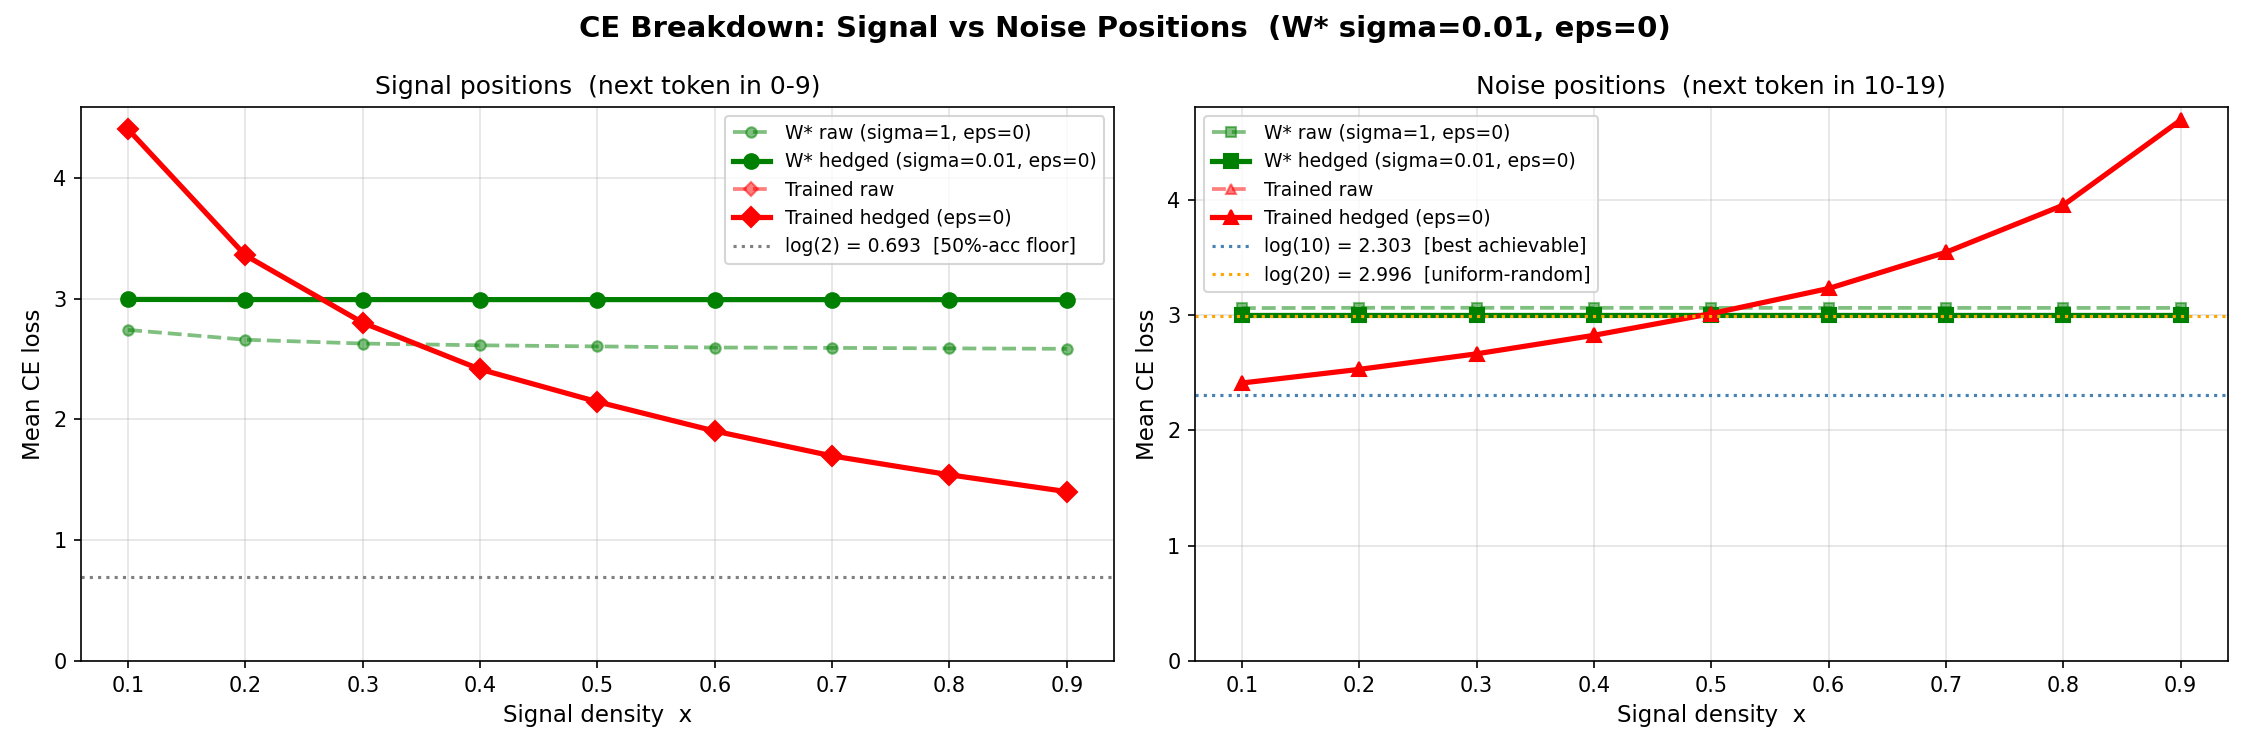 CE Breakdown: Signal vs Noise Positions  (W* sigma=0.01, eps=0)
Signal positions  (next token in 0-9)
W* raw (sigma=1, eps=0)
W* hedged (sigma=0.01, eps=0)
Trained raw
Trained hedged (eps=0)
log(2) = 0.693  [50%-acc floor]
Mean CE loss
4
3
2
1
0
0.1 0.2 0.3 0.4 0.5 0.6 0.7 0.8 0.9
Signal density  x
Noise positions  (next token in 10-19)
W* raw (sigma=1, eps=0)
W* hedged (sigma=0.01, eps=0)
Trained raw
Trained hedged (eps=0)
log(10) = 2.303  [best achievable]
log(20) = 2.996  [uniform-random]
Mean CE loss
4
3
2
1
0
0.1 0.2 0.3 0.4 0.5 0.6 0.7 0.8 0.9
Signal density  x